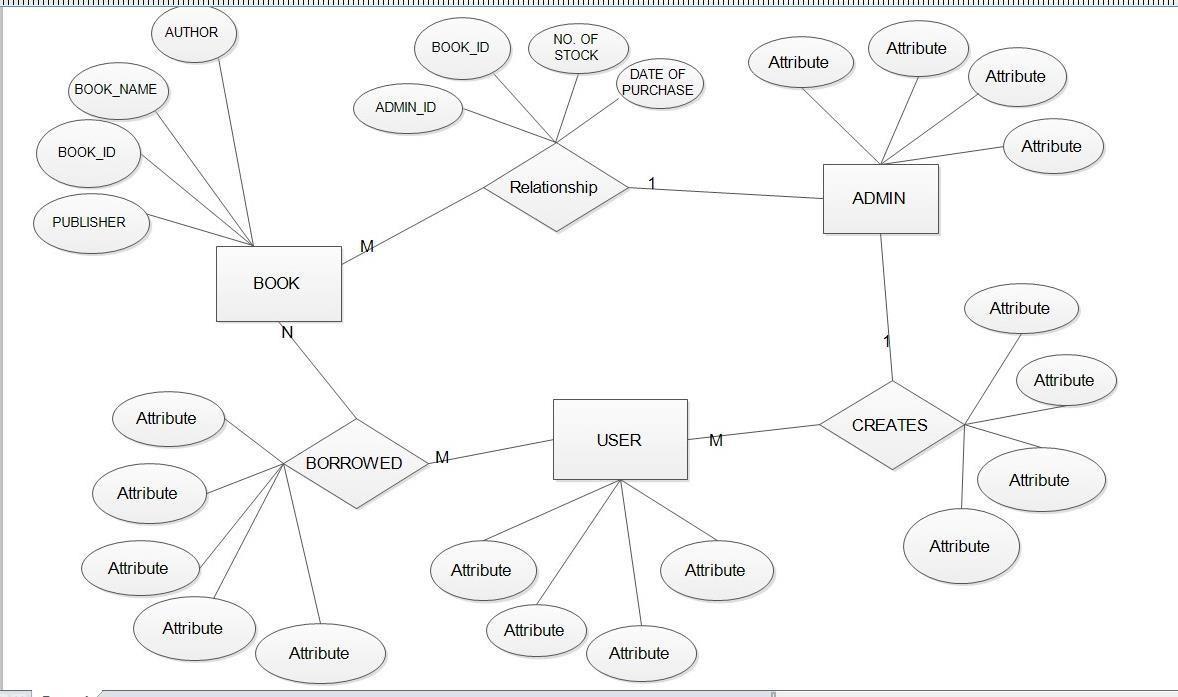 AUTHOR
BOOK_NAME
BOOK_ID
PUBLISHER
BOOK_ID
NO. OF
STOCK
DATE OF
PURCHASE
ADMIN_ID
Attribute
Attribute
Attribute
Attribute
Relationship
1
ADMIN
M
BOOK
N
1
Attribute
Attribute
CREATES
Attribute
Attribute
USER
M
M
BORROWED
Attribute
Attribute
Attribute
Attribute
Attribute
Attribute
Attribute
Attribute
Attribute